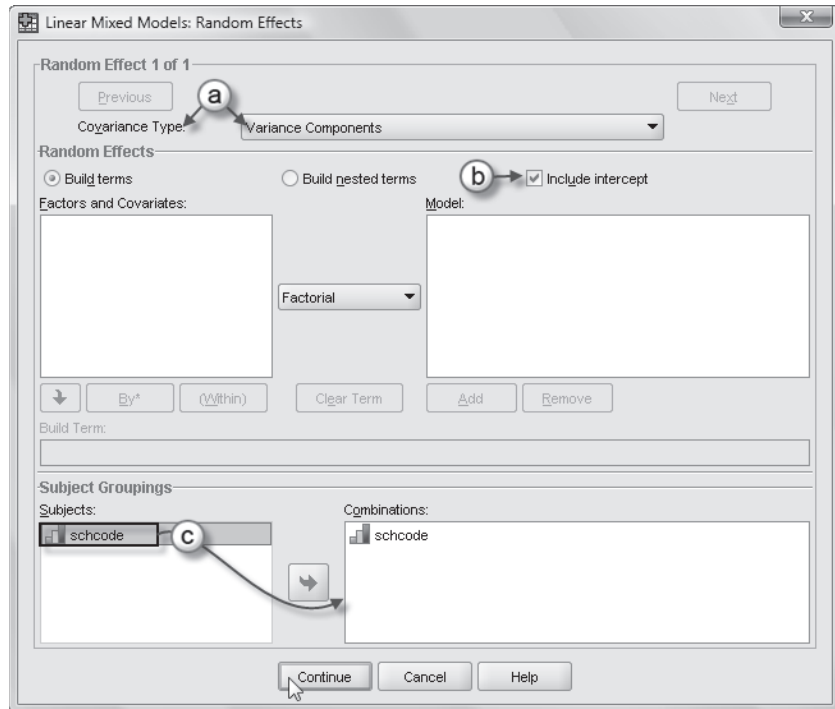 Linear Mixed Models: Random Effects
X
Random Effect 1 of 1
Previous
a
Next
Covariance Type:
Variance Components
Random Effects
Build terms
Build nested terms
b
Include intercept
Factors and Covariates:
Model:
Factorial
By*
(Within)
Clear Term
Add
Remove
Build Term:
Subject Groupings
Subjects:
Combinations:
schcode
c
schcode
Continue
Cancel
Help